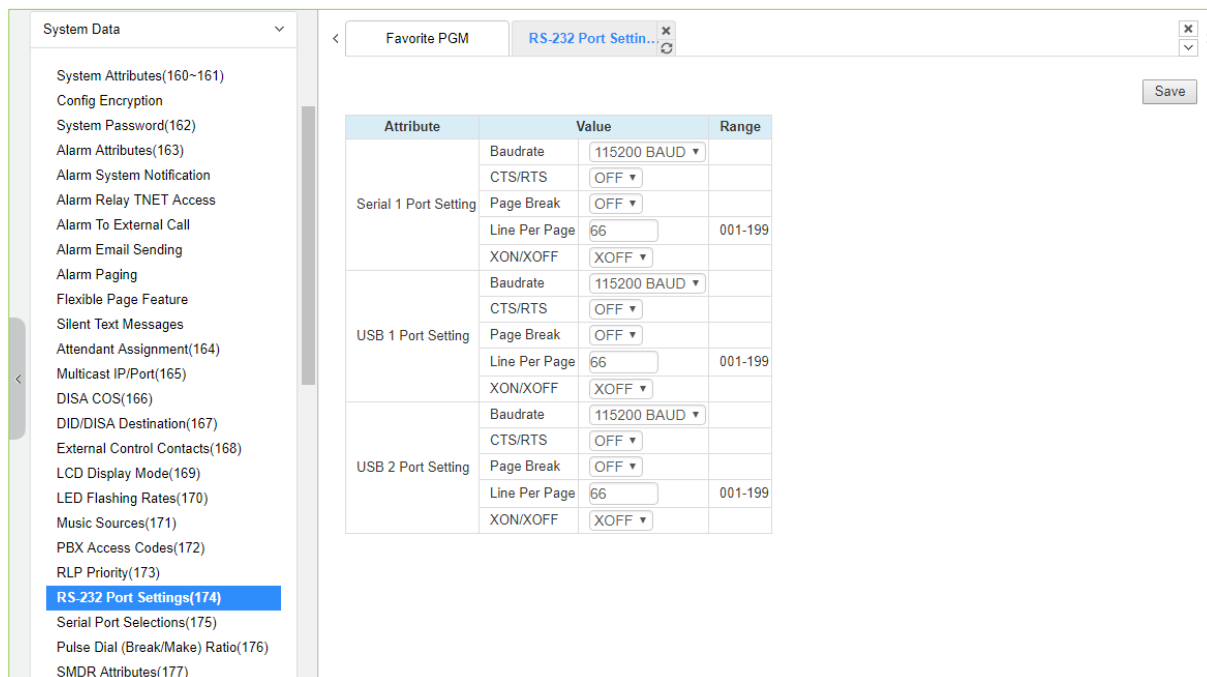 System Data
System Attributes(160~161)
Config Encryption
System Password(162)
Alarm Attributes(163)
Alarm System Notification
Alarm Relay TNET Access
Alarm To External Call
Alarm Email Sending
Alarm Paging
Flexible Page Feature
Silent Text Messages
Attendant Assignment(164)
Multicast IP/Port(165)
DISA COS(166)
DID/DISA Destination(167)
External Control Contacts(168)
LCD Display Mode(169)
LED Flashing Rates(170)
Music Sources(171)
PBX Access Codes(172)
RLP Priority(173)
RS-232 Port Settings(174)
Serial Port Selections(175)
Pulse Dial (Break/Make) Ratio(176)
SMDR Attributes(177)
Favorite PGM RS-232 Port Settin...
Save
Attribute Value Range
Serial 1 Port Setting
Baudrate 115200 BAUD
CTS/RTS OFF
Page Break OFF
Line Per Page 66 001-199
XON/XOFF XOFF
USB 1 Port Setting
Baudrate 115200 BAUD
CTS/RTS OFF
Page Break OFF
Line Per Page 66 001-199
XON/XOFF XOFF
USB 2 Port Setting
Baudrate 115200 BAUD
CTS/RTS OFF
Page Break OFF
Line Per Page 66 001-199
XON/XOFF XOFF